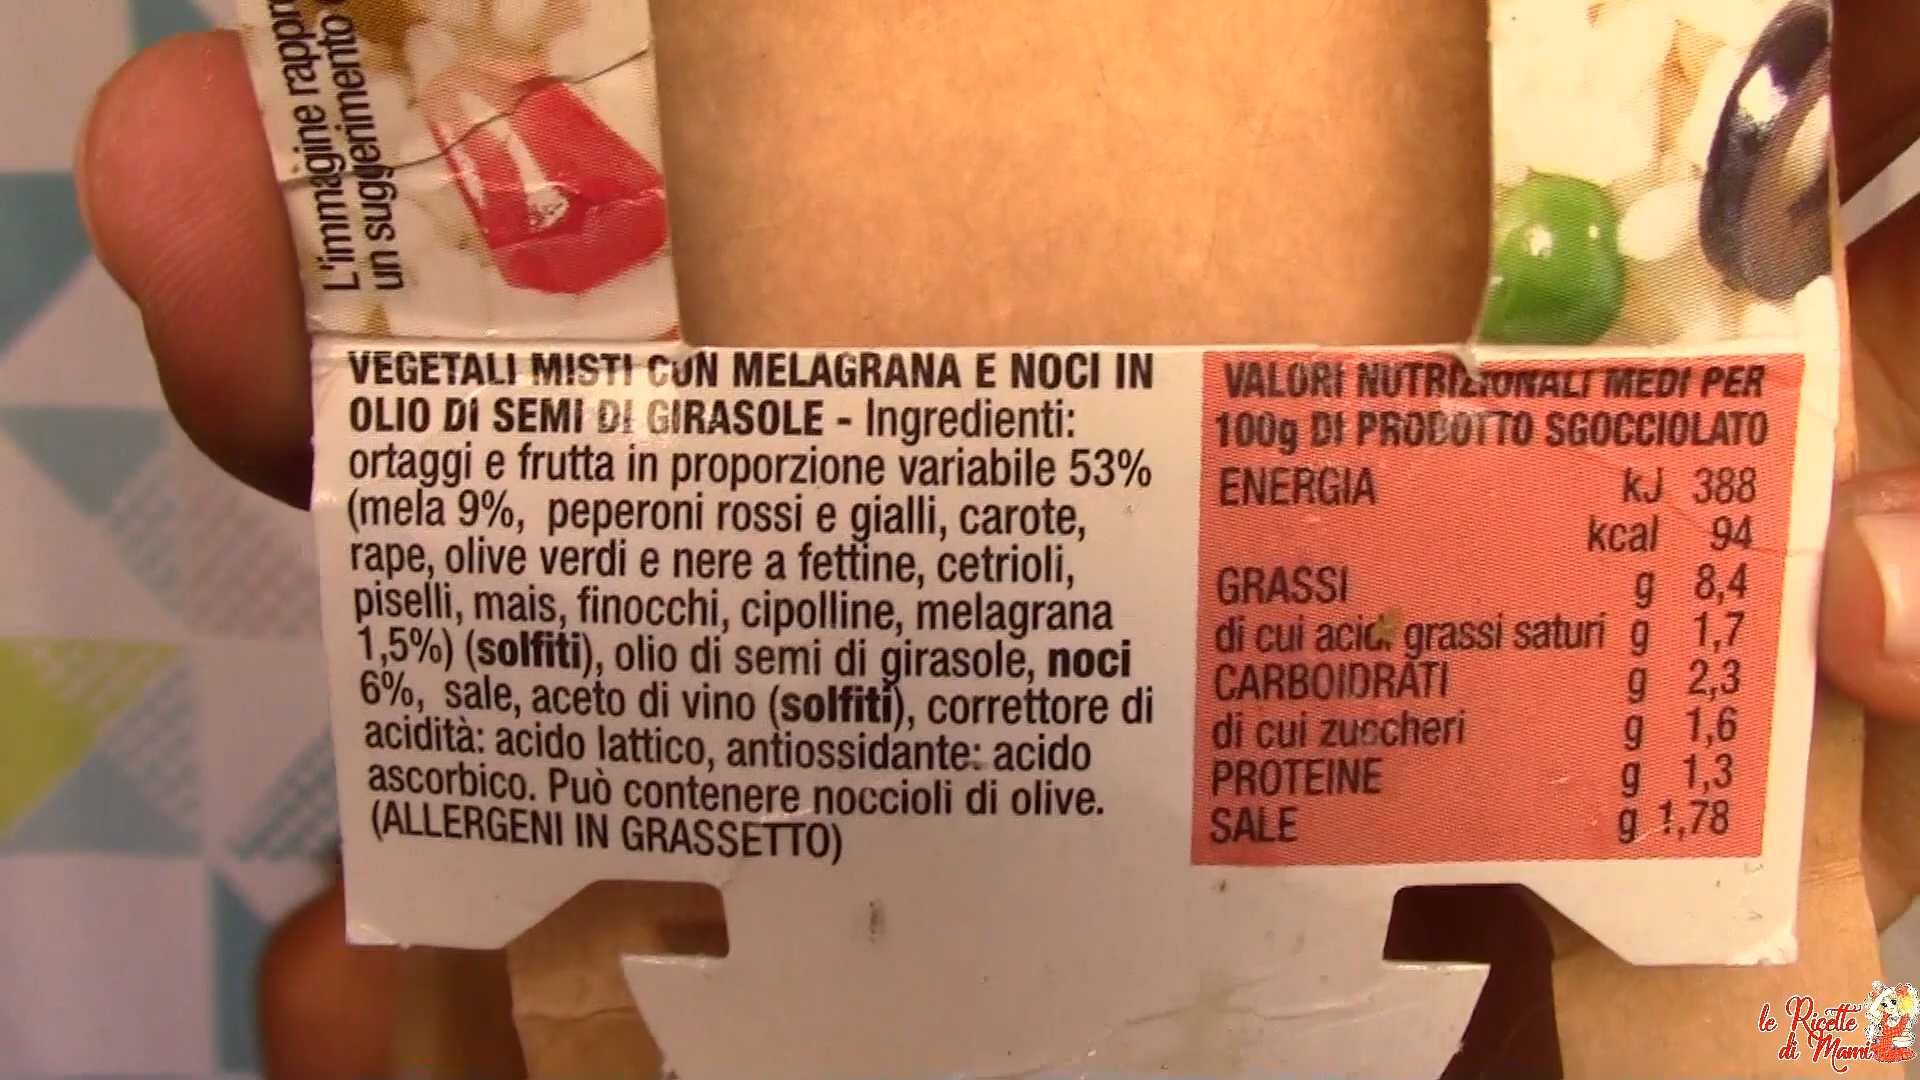 L'immagine
un suggerimento
VEGETALI MISTI CON MELAGRANA E NOCI IN
OLIO DI SEMI DI GIRASOLE - Ingredienti:
ortaggi e frutta in proporzione variabile 53%
(mela 9%, peperoni rossi e gialli, carote,
rape, olive verdi e nere a fettine, cetrioli,
piselli, mais, finocchi, cipolline, melagrana
1,5%) (solfiti), olio di semi di girasole, noci
6%, sale, aceto di vino (solfiti), correttore di
acidità: acido lattico, antiossidante: acido
ascorbico. Può contenere noccioli di olive.
(ALLERGENI IN GRASSETTO)
VALORI NUTRIZIONALI MEDI PER
100g DI PRODOTTO SGOCCIOLATO
ENERGIA kJ 388
kcal 94
GRASSI g 8,4
di cui acidi grassi saturi g 1,7
CARBOIDRATI g 2,3
di cui zuccheri g 1,6
PROTEINE g 1,3
SALE g 1,78
le Ricette
di Mami